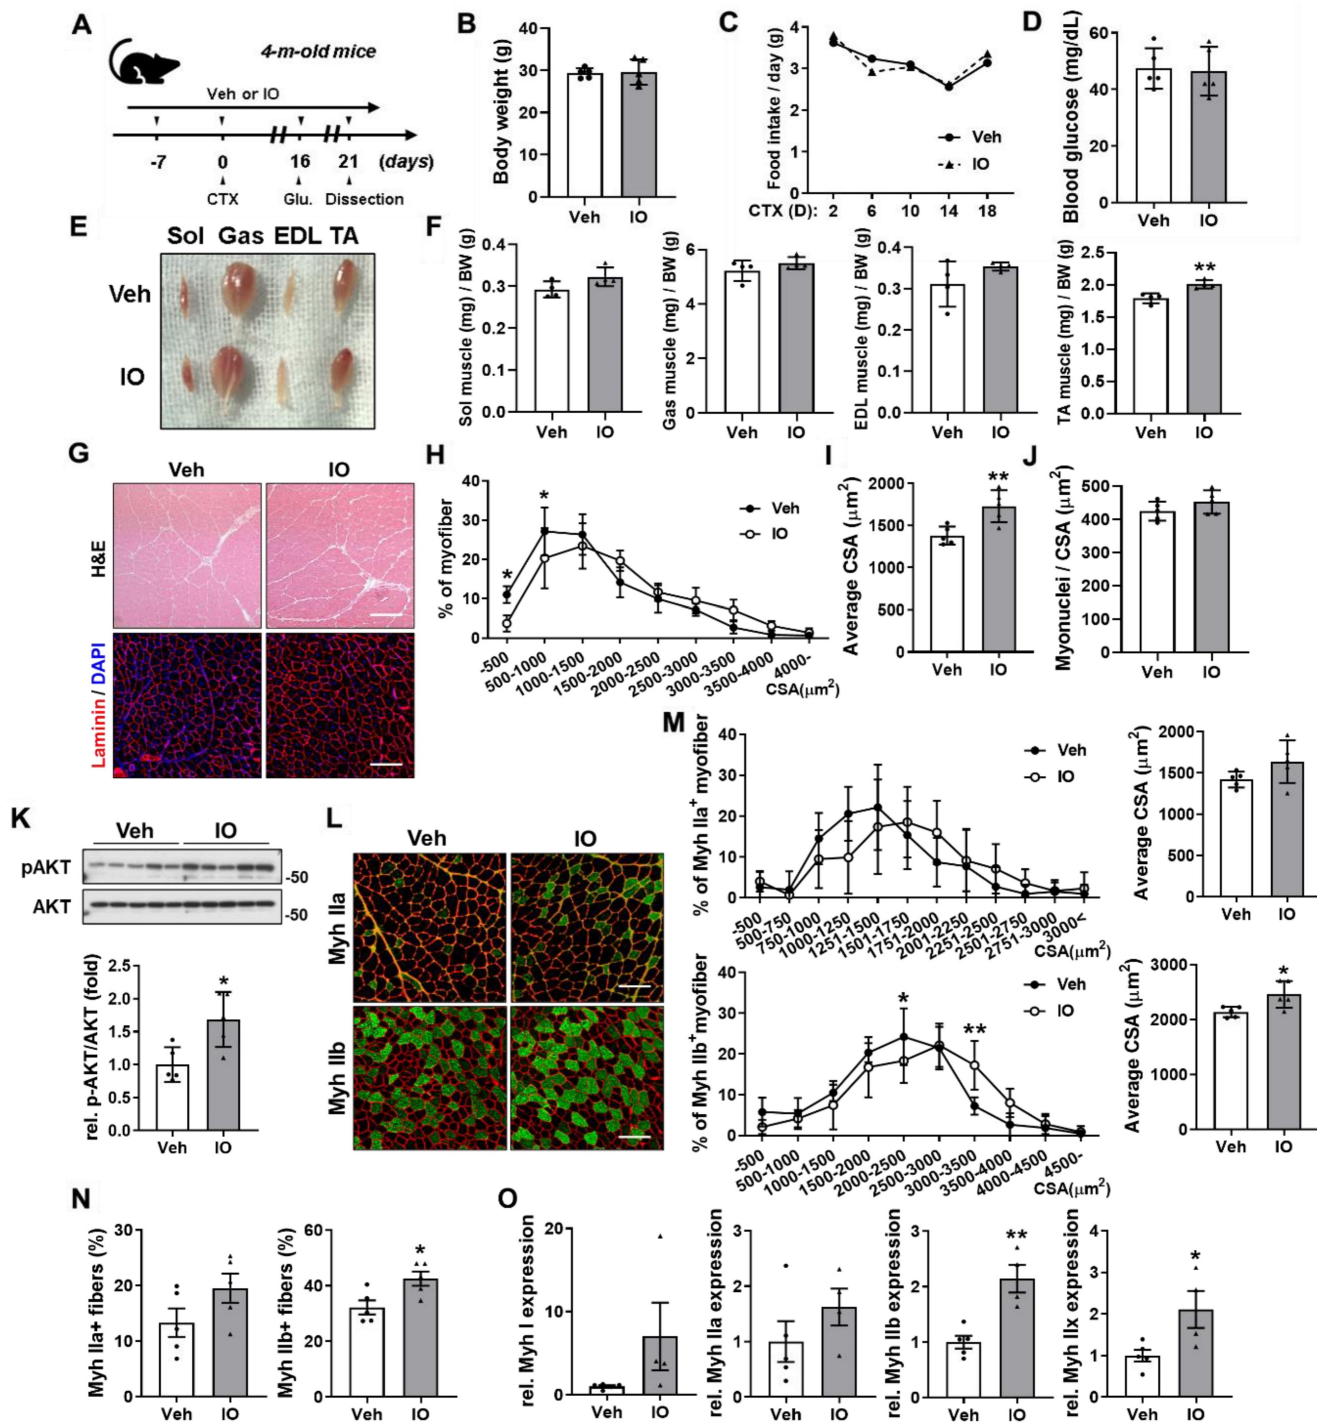 A
4-m-old mice
Veh or IO
-7 0 16 21 (days)
CTX Glu. Dissection
B
Body weight (g)
40
30
20
10
0
Veh IO
C
Food intake / day (g)
4
3
2
1
0
Veh
IO
CTX (D): 2 6 10 14 18
D
Blood glucose (mg/dL)
60
40
20
0
Veh IO
E
Sol Gas EDL TA
Veh
IO
F
Sol muscle (mg) / BW (g)
0.4
0.3
0.3
0.1
0.0
Veh IO
Gas muscle (mg) / BW (g)
6
4
2
0
Veh IO
EDL muscle (mg) / BW (g)
0.4
0.3
0.3
0.1
0.0
Veh IO
TA muscle (mg) / BW (g)
2.5
2.0
1.5
1.0
0.5
0.0
**
Veh IO
G
Veh IO
H&E
Laminin / DAPI
H
% of myofiber
40
30
20
10
0
* *
Veh
IO
-500
500-1000
1000-1500
1500-2000
2000-2500
2500-3000
3000-3500
3500-4000
4000-
CSA(μm²)
I
Average CSA (μm²)
2000
1500
1000
500
0
**
Veh IO
J
Myonuclei / CSA (μm²)
500
400
300
200
100
0
Veh IO
K
Veh IO
pAKT -50
AKT -50
rel. p-AKT/AKT (fold)
2.5
2.0
1.5
1.0
0.5
0.0
*
Veh IO
L
Veh IO
Myh IIa
Myh IIb
M
% of Myh IIa⁺ myofiber
40
30
20
10
0
Veh
IO
-500
500-750
750-1000
1000-1250
1251-1500
1501-1750
1751-2000
2001-2250
2251-2500
2501-2750
2751-3000
3000<
CSA(μm²)
Average CSA (μm²)
2000
1500
1000
500
0
Veh IO
% of Myh IIb⁺myofiber
40
30
20
10
0
* **
Veh
IO
-500
500-1000
1000-1500
1500-2000
2000-2500
2500-3000
3000-3500
3500-4000
4000-4500
4500-
CSA(μm²)
Average CSA (μm²)
3000
2000
1000
0
*
Veh IO
N
Myh IIa+ fibers (%)
30
20
10
0
Veh IO
Myh IIb+ fibers (%)
60
40
20
0
*
Veh IO
O
rel. Myh I expression
20
10
0
Veh IO
rel. Myh IIa expression
3
2
1
0
Veh IO
rel. Myh IIb expression
3
2
1
0
**
Veh IO
rel. Myh IIx expression
4
3
2
1
0
*
Veh IO